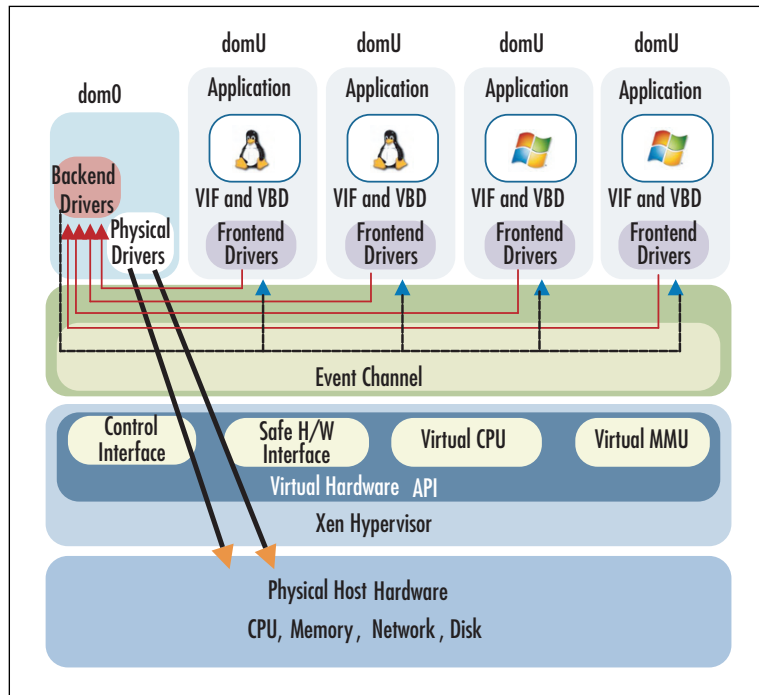 domU domU domU domU
dom0
Application Application Application Application
Backend
Drivers
Physical
Drivers
VIF and VBD VIF and VBD VIF and VBD VIF and VBD
Frontend
Drivers
Frontend
Drivers
Frontend
Drivers
Frontend
Drivers
Event Channel
Control
Interface
Safe H/W
Interface
Virtual CPU
Virtual MMU
Virtual Hardware API
Xen Hypervisor
Physical Host Hardware
CPU, Memory , Network , Disk